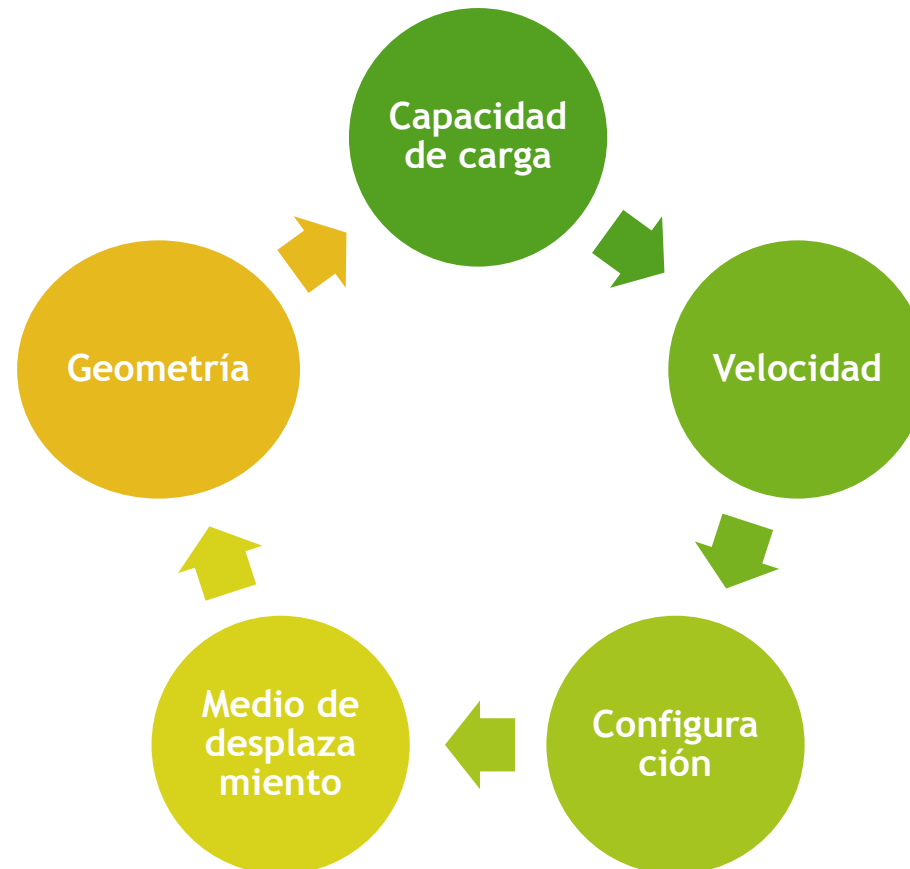 Capacidad
de carga
Velocidad
Configura
ción
Medio de
desplaza
miento
Geometría